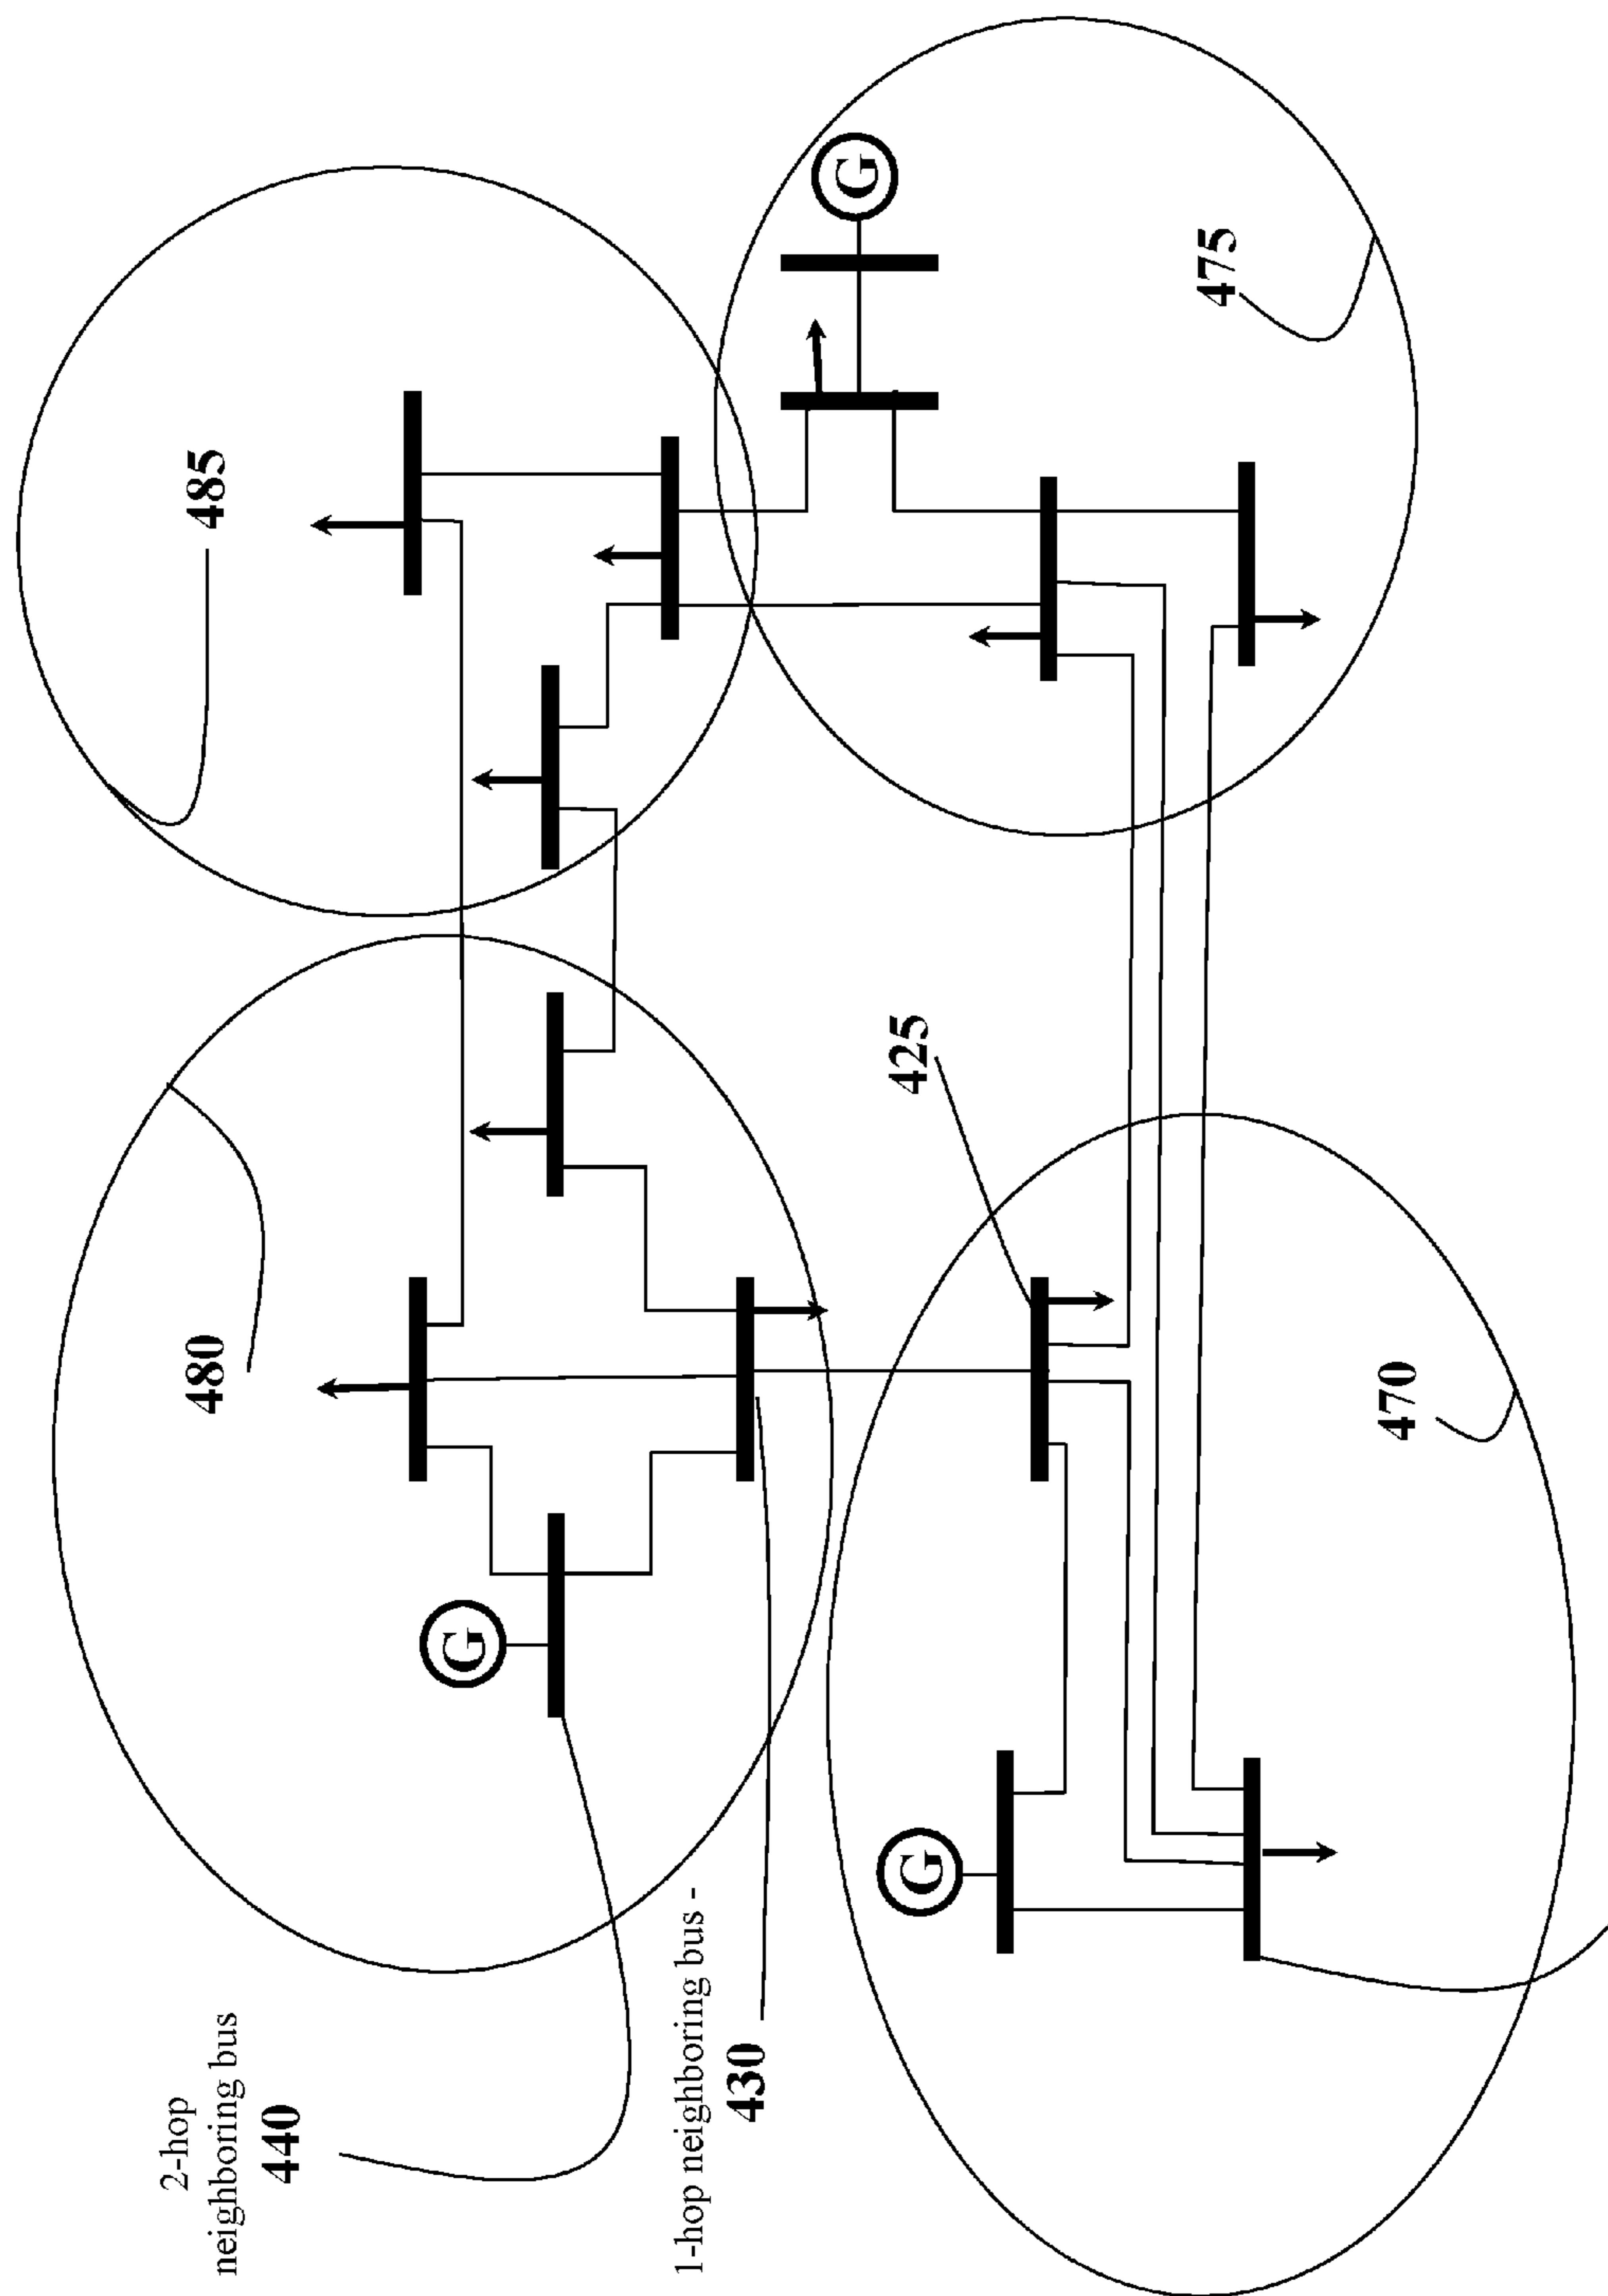 2-hop
neighboring bus
440
1-hop neighboring bus -
430
480
485
425
470
475
G
G
G